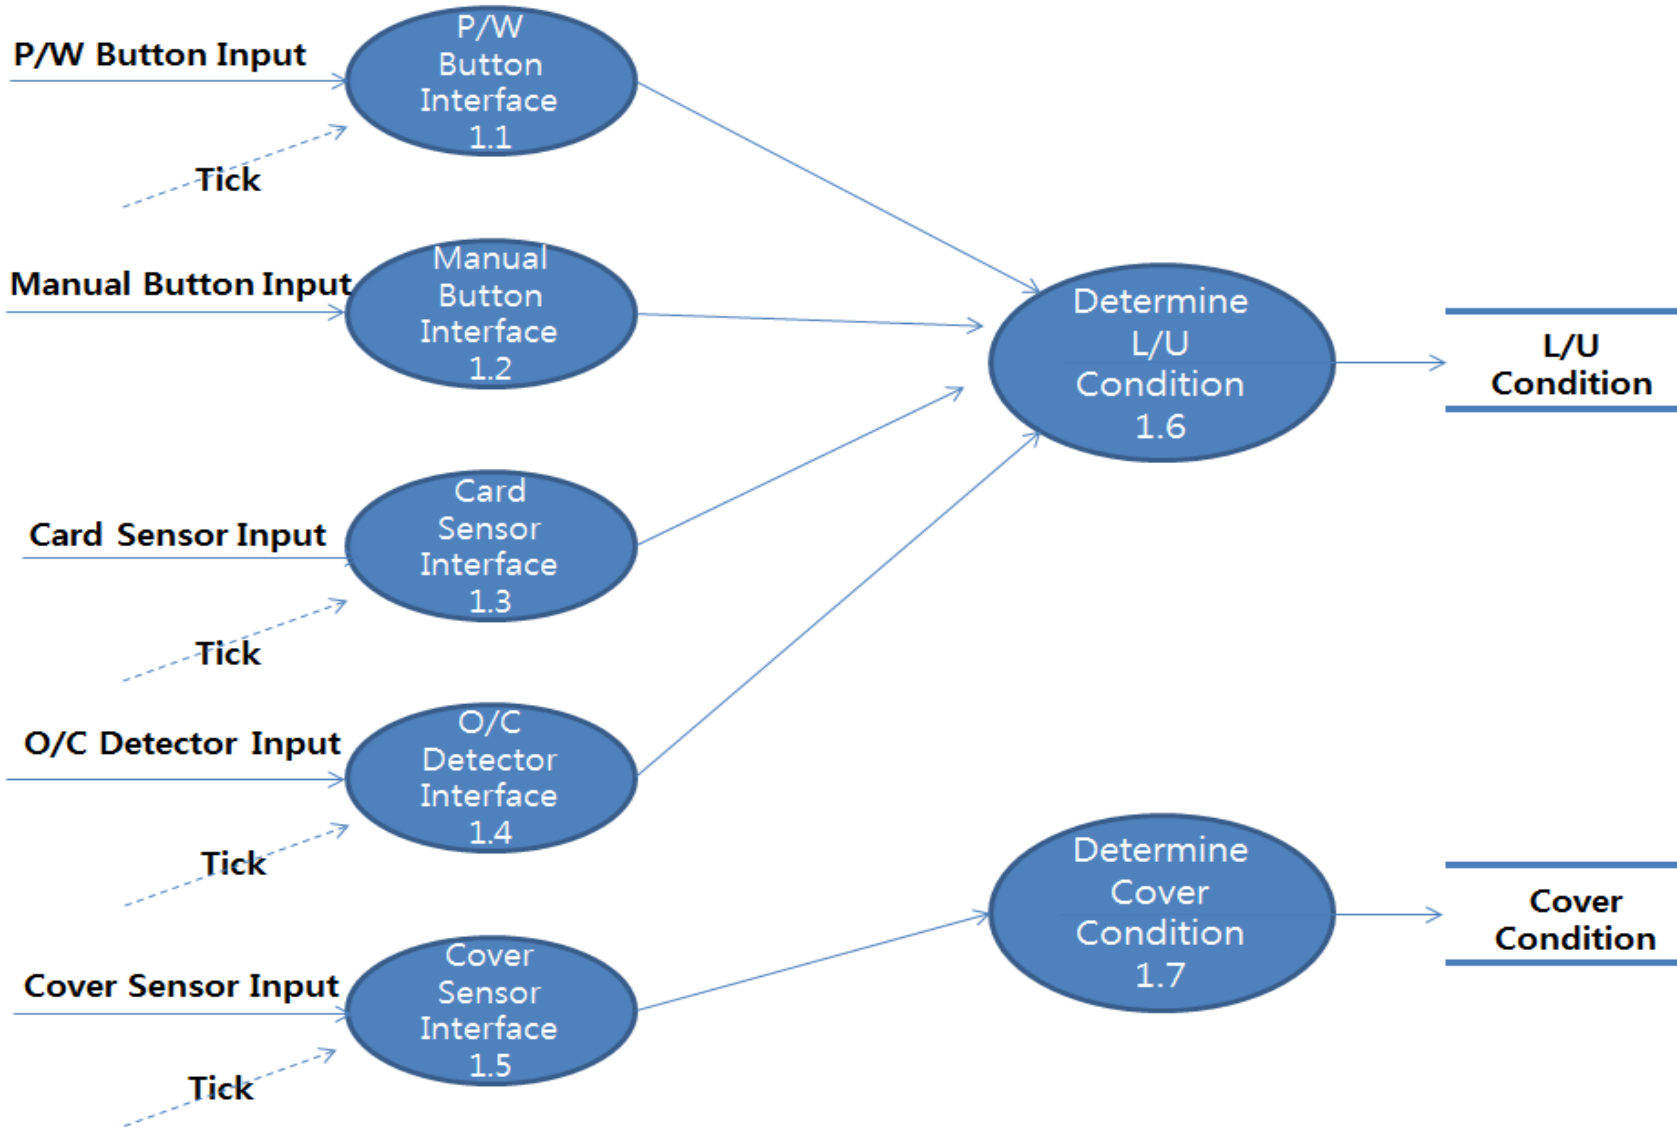 P/W Button Input
P/W
Button
Interface
1.1
Tick
Manual Button Input
Manual
Button
Interface
1.2
Card Sensor Input
Card
Sensor
Interface
1.3
Tick
O/C Detector Input
O/C
Detector
Interface
1.4
Tick
Cover Sensor Input
Cover
Sensor
Interface
1.5
Tick
Determine
L/U
Condition
1.6
L/U
Condition
Determine
Cover
Condition
1.7
Cover
Condition